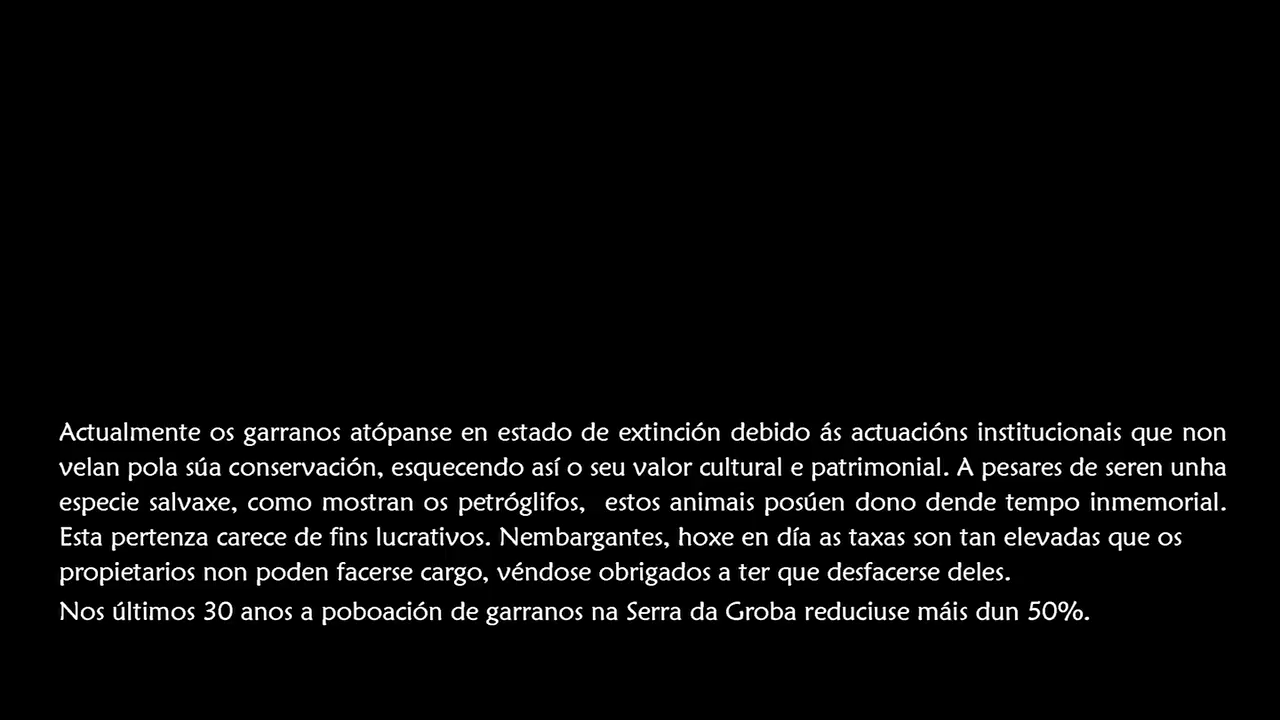 Actualmente os garranos atópanse en estado de extinción debido ás actuacións institucionais que non
velan pola súa conservación, esquecendo así o seu valor cultural e patrimonial. A pesares de seren unha
especie salvaxe, como mostran os petróglifos,  estos animais posúen dono dende tempo inmemorial.
Esta pertenza carece de fins lucrativos. Nembargantes, hoxe en día as taxas son tan elevadas que os
propietarios non poden facerse cargo, véndose obrigados a ter que desfacerse deles.
Nos últimos 30 anos a poboación de garranos na Serra da Groba reduciuse máis dun 50%.